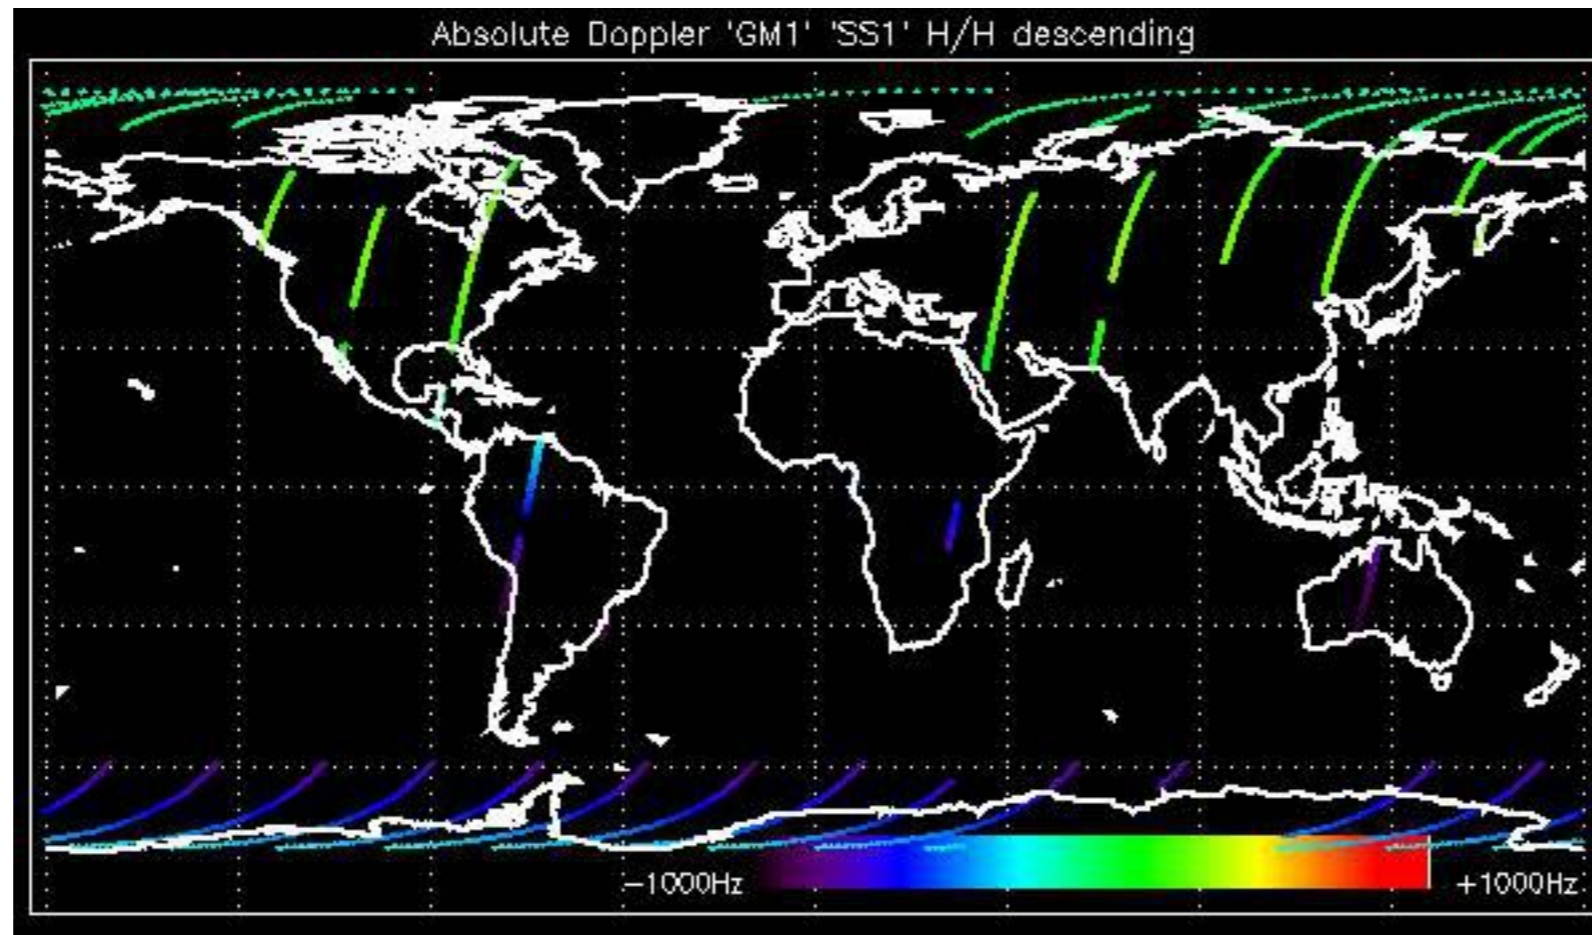 Absolute Doppler 'GM1' 'SS1' H/H descending
−1000Hz
+1000Hz